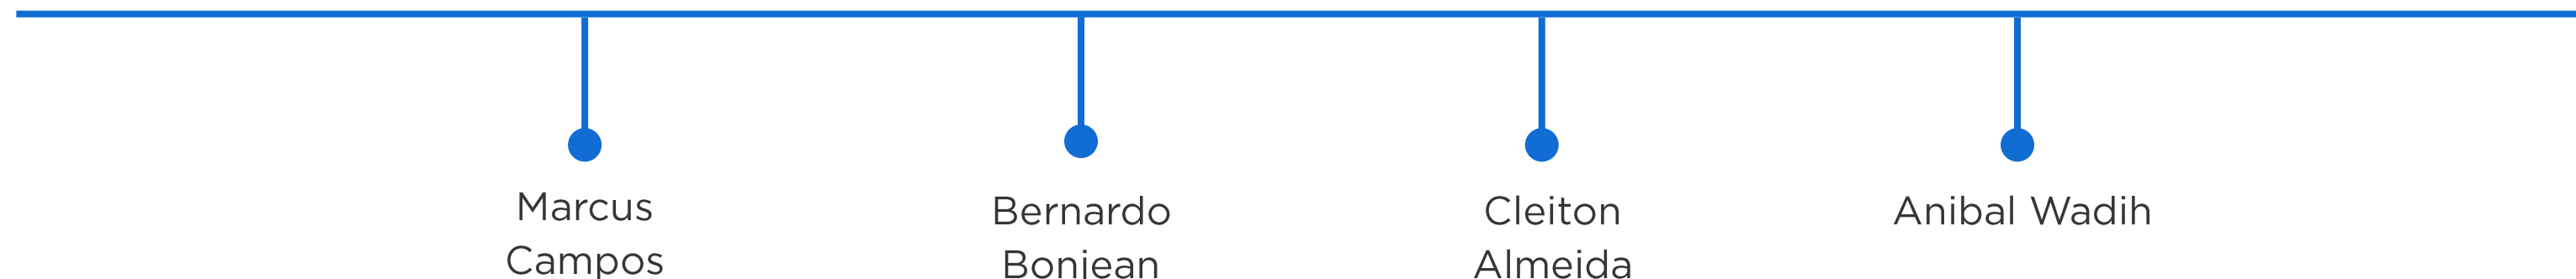 Marcus
Campos
Bernardo
Bonjean
Cleiton
Almeida
Anibal Wadih